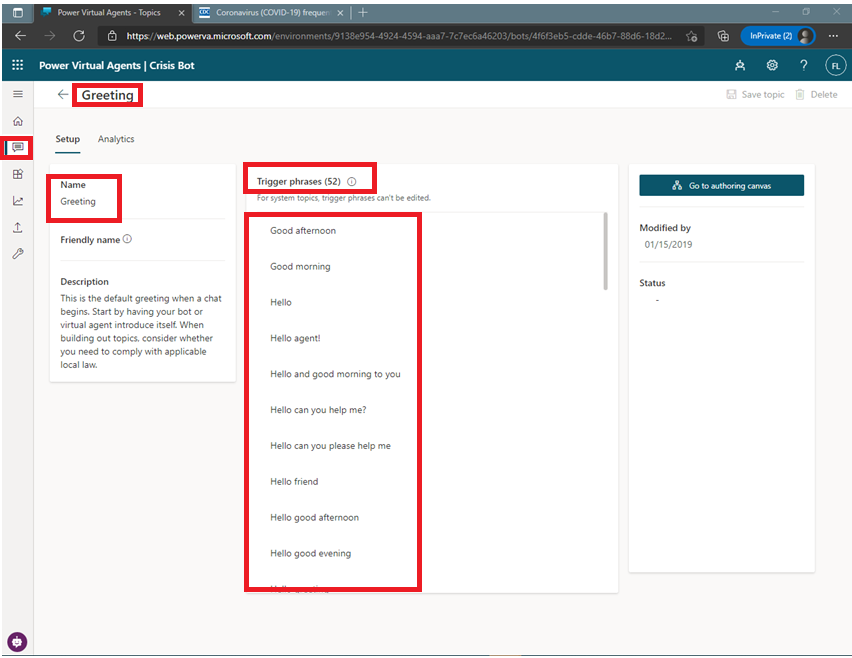 Power Virtual Agents - Topics
CDC
Coronavirus (COVID-19) frequen
https://web.powerva.microsoft.com/environments/9138e954-4924-4594-aaa7-7c7ec6a46203/bots/4f6f3eb5-cdde-46b7-88d6-18d2...
InPrivate (2)
Power Virtual Agents | Crisis Bot
?
FL
Greeting
Save topic
Delete
Setup
Analytics
Name
Greeting
Friendly name
Description
This is the default greeting when a chat
begins. Start by having your bot or
virtual agent introduce itself. When
building out topics, consider whether
you need to comply with applicable
local law.
Trigger phrases (52)
For system topics, trigger phrases can't be edited.
Good afternoon
Good morning
Hello
Hello agent!
Hello and good morning to you
Hello can you help me?
Hello can you please help me
Hello friend
Hello good afternoon
Hello good evening
Go to authoring canvas
Modified by
01/15/2019
Status
-